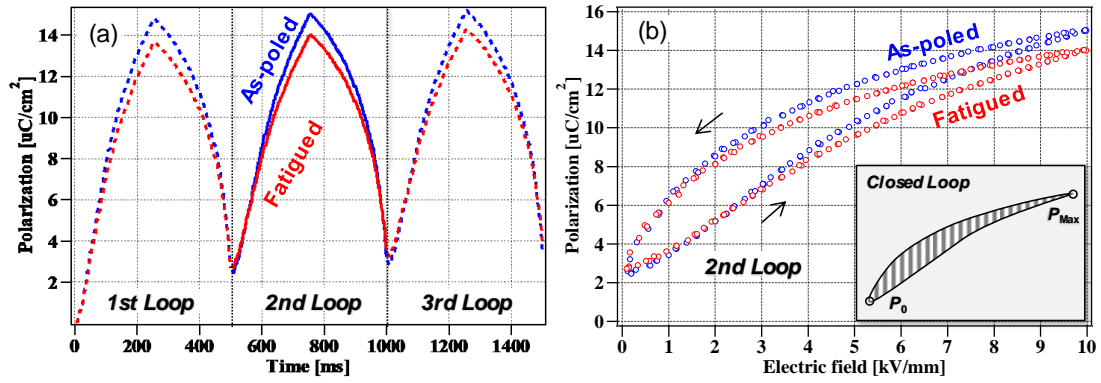 (a)
As-poled
Fatigued
1st Loop
2nd Loop
3rd Loop
Polarization [uC/cm²]
14
12
10
8
6
4
2
0
200
400
600
800
1000
1200
1400
Time [ms]
(b)
As-poled
Fatigued
2nd Loop
Closed Loop
P₀
P_Max
Polarization [uC/cm²]
16
14
12
10
8
6
4
2
0
0
1
2
3
4
5
6
7
8
9
10
Electric field [kV/mm]